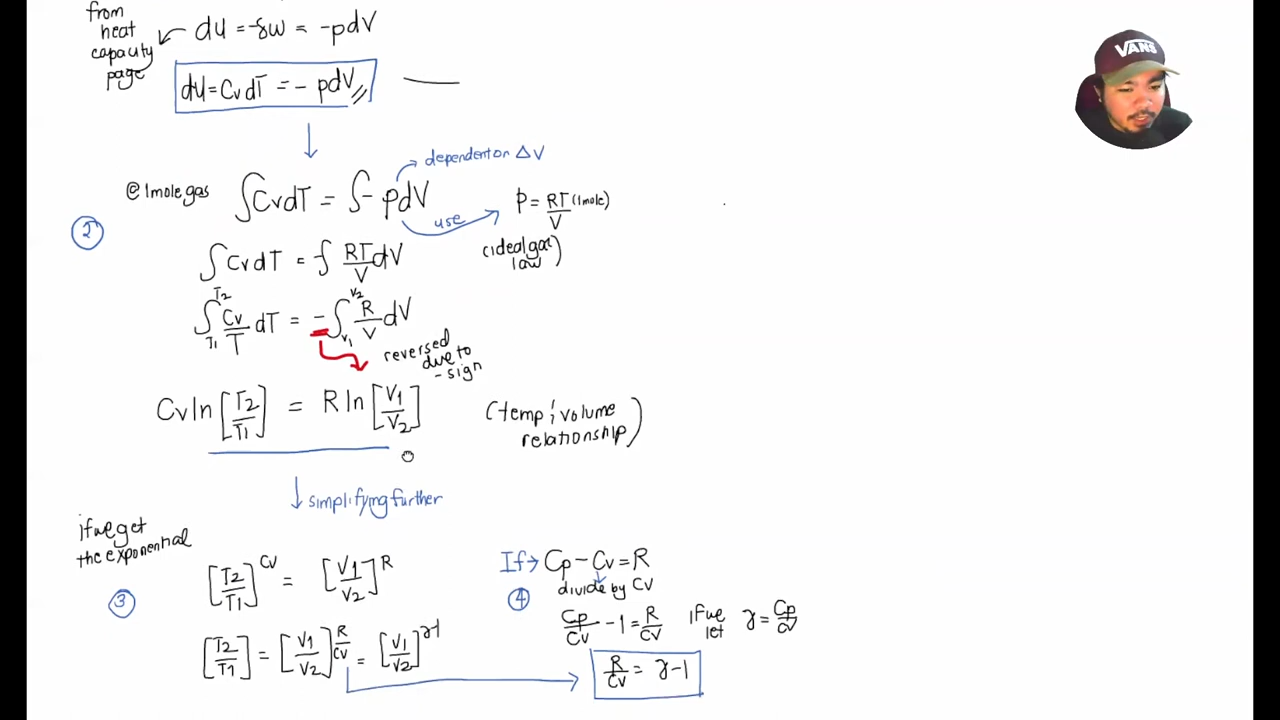 from
heat
capacity
page
dU = -δW = -pdV
dU = CvdT = - pdV
dependent on ΔV
@ 1 mole gas ∫CvdT = ∫- pdV
use
p = RT/V (1 mole)
(ideal gas
law)
②
∫CvdT = -∫ RT/V dV
∫T1 T2 Cv/T dT = -∫V1 V2 R/V dV
reversed
due to
- sign
Cv ln [T2/T1] = R ln [V1/V2]
(temp ; volume
relationship)
simplifying further
if we get
the exponential
③
[T2/T1]^Cv = [V1/V2]^R
[T2/T1] = [V1/V2]^R/Cv = [V1/V2]^γ-1
If → Cp - Cv = R
divide by Cv
④
Cp/Cv - 1 = R/Cv
if we
let
γ = Cp/Cv
R/Cv = γ - 1
VANS